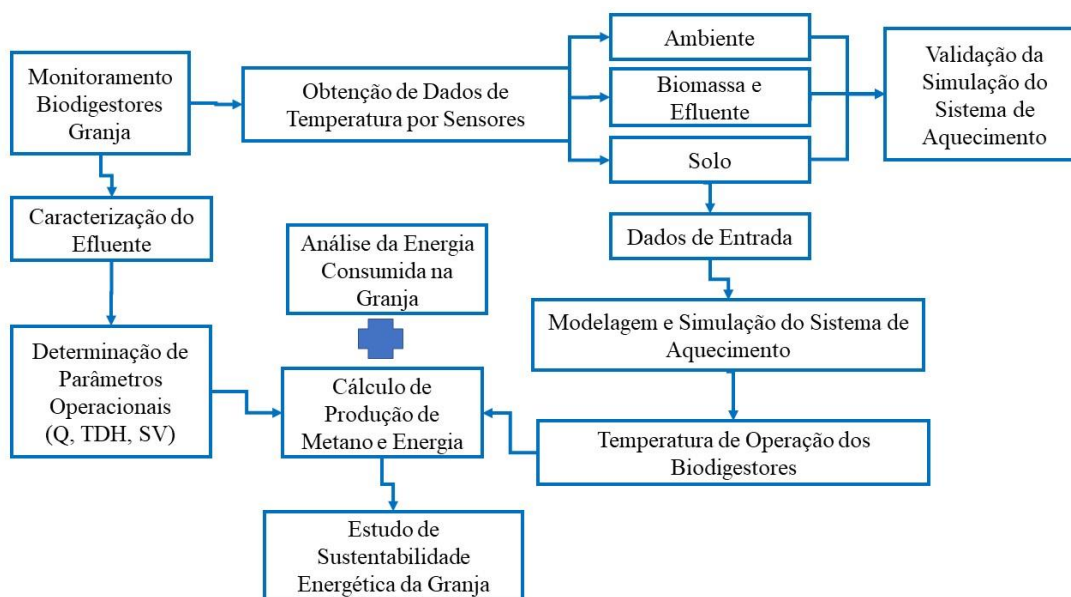 Monitoramento
Biodigestores
Granja
Obtenção de Dados de
Temperatura por Sensores
Ambiente
Biomassa e
Efluente
Solo
Validação da
Simulação do
Sistema de
Aquecimento
Caracterização do
Efluente
Análise da Energia
Consumida na
Granja
Dados de Entrada
Modelagem e Simulação do Sistema de
Aquecimento
Determinação de
Parâmetros
Operacionais
(Q, TDH, SV)
Cálculo de
Produção de
Metano e Energia
Temperatura de Operação dos
Biodigestores
Estudo de
Sustentabilidade
Energética da Granja